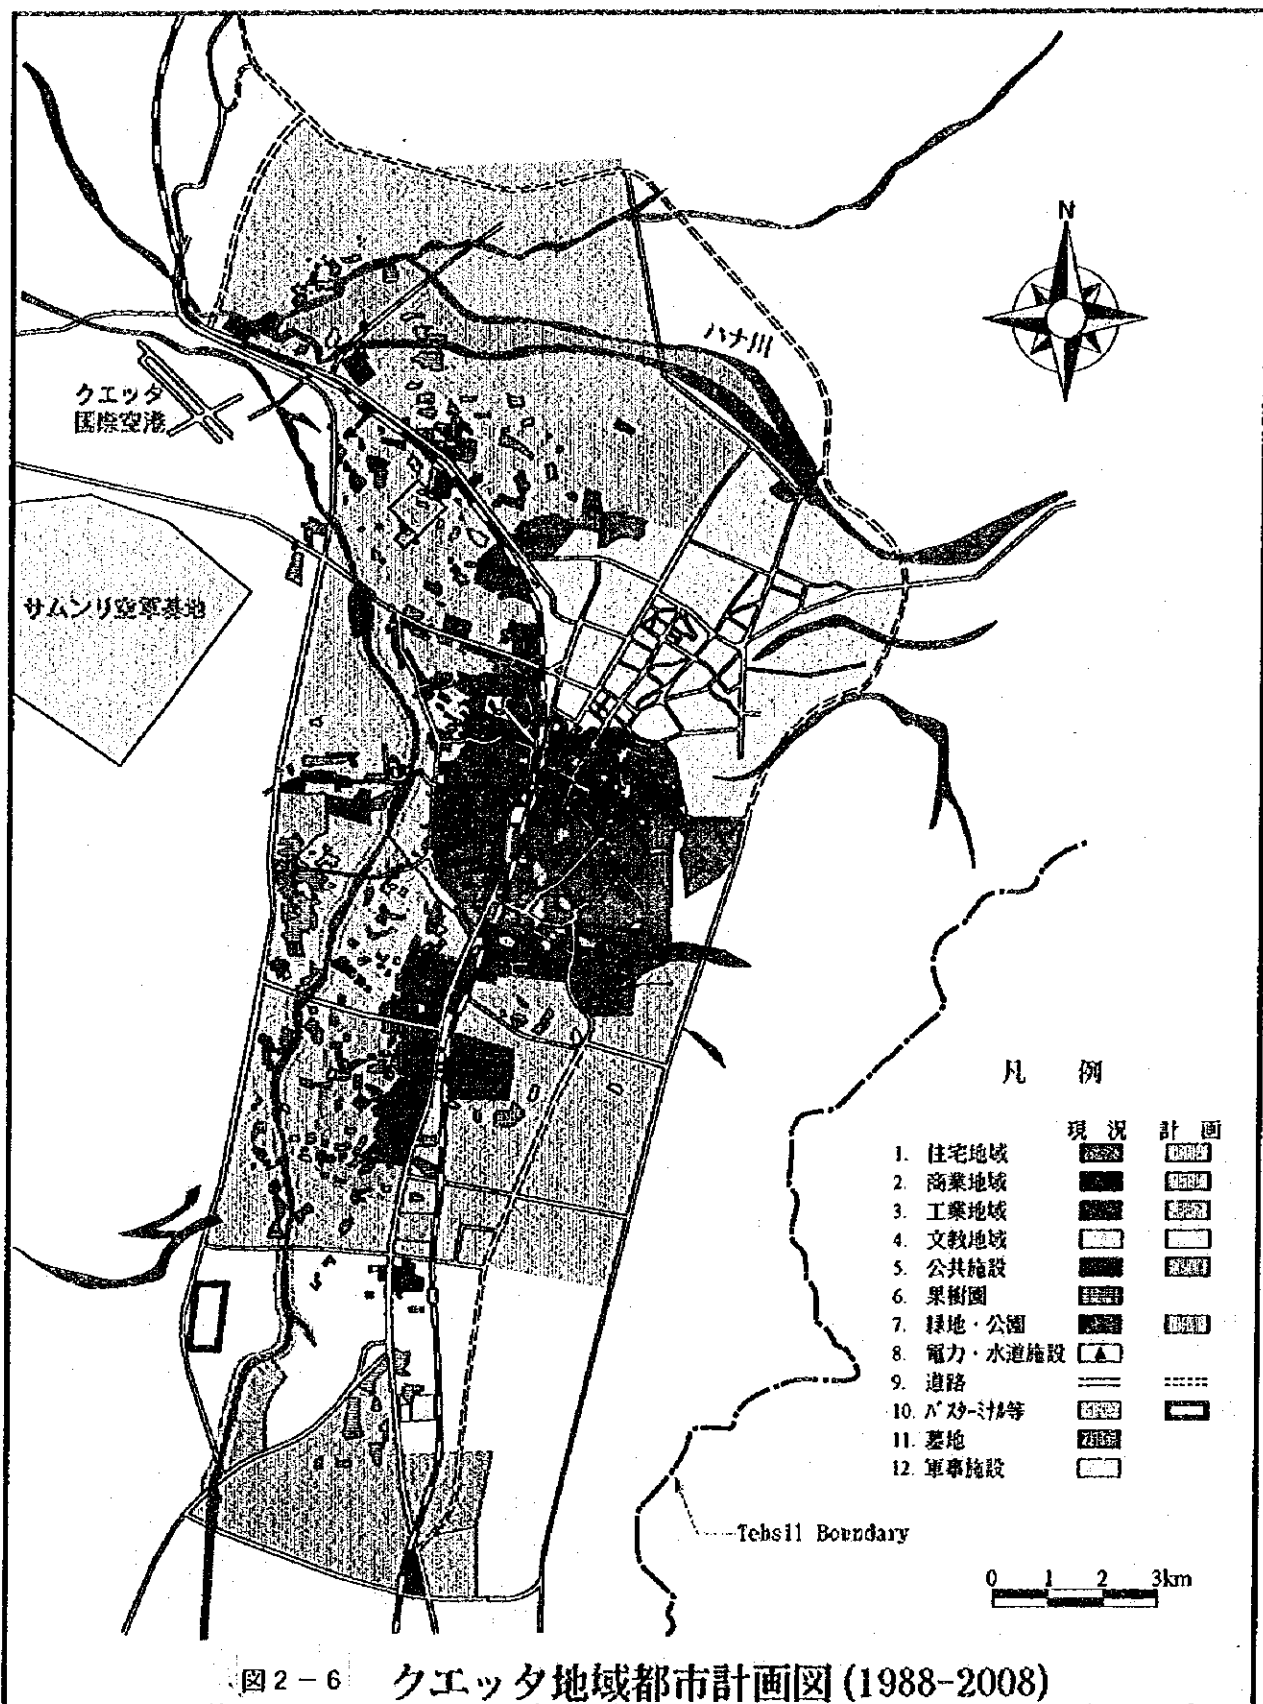 N
ハナ川
クエッタ
国際空港
サムンリ空軍基地
凡 例
現 況 計 画
1. 住宅地域
2. 商業地域
3. 工業地域
4. 文教地域
5. 公共施設
6. 果樹園
7. 緑地・公園
8. 電力・水道施設
9. 道路
10. バスターミナル等
11. 墓地
12. 軍事施設
Tehsil Boundary
0 1 2 3km
図2-6 クエッタ地域都市計画図(1988-2008)